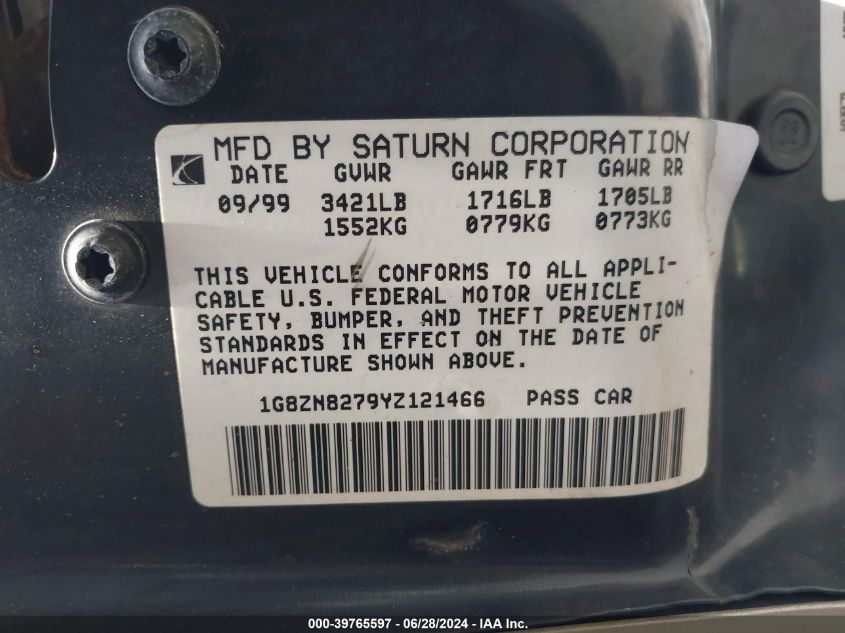 MFD BY SATURN CORPORATION
DATE GVWR GAWR FRT GAWR RR
09/99 3421LB 1716LB 1705LB
1552KG 0779KG 0773KG
THIS VEHICLE CONFORMS TO ALL APPLI-
CABLE U.S. FEDERAL MOTOR VEHICLE
SAFETY, BUMPER, AND THEFT PREVENTION
STANDARDS IN EFFECT ON THE DATE OF
MANUFACTURE SHOWN ABOVE.
1G8ZN8279YZ121466 PASS CAR
000-39765597 - 06/28/2024 - IAA Inc.